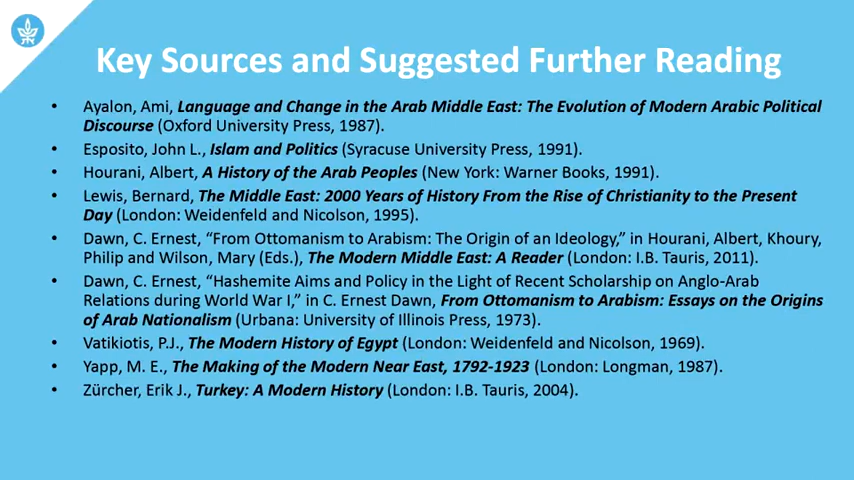 Key Sources and Suggested Further Reading
• Ayalon, Ami, Language and Change in the Arab Middle East: The Evolution of Modern Arabic Political
Discourse (Oxford University Press, 1987).
• Esposito, John L., Islam and Politics (Syracuse University Press, 1991).
• Hourani, Albert, A History of the Arab Peoples (New York: Warner Books, 1991).
• Lewis, Bernard, The Middle East: 2000 Years of History From the Rise of Christianity to the Present
Day (London: Weidenfeld and Nicolson, 1995).
• Dawn, C. Ernest, “From Ottomanism to Arabism: The Origin of an Ideology,” in Hourani, Albert, Khoury,
Philip and Wilson, Mary (Eds.), The Modern Middle East: A Reader (London: I.B. Tauris, 2011).
• Dawn, C. Ernest, “Hashemite Aims and Policy in the Light of Recent Scholarship on Anglo-Arab
Relations during World War I,” in C. Ernest Dawn, From Ottomanism to Arabism: Essays on the Origins
of Arab Nationalism (Urbana: University of Illinois Press, 1973).
• Vatikiotis, P.J., The Modern History of Egypt (London: Weidenfeld and Nicolson, 1969).
• Yapp, M. E., The Making of the Modern Near East, 1792-1923 (London: Longman, 1987).
• Zürcher, Erik J., Turkey: A Modern History (London: I.B. Tauris, 2004).